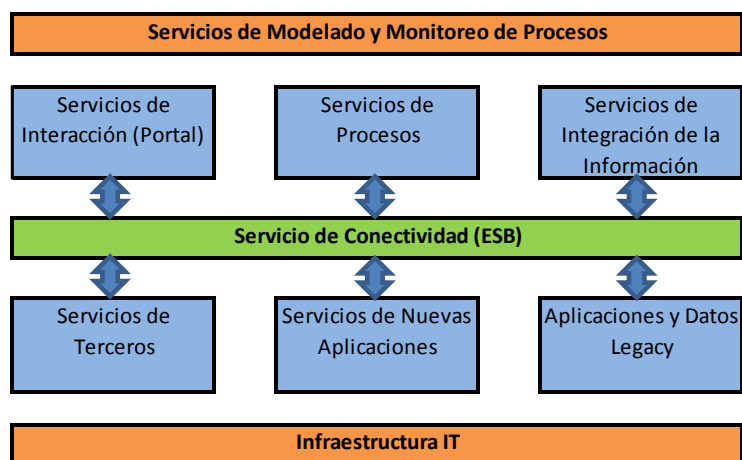 Servicios de Modelado y Monitoreo de Procesos
Servicios de
Interacción (Portal)
Servicios de
Procesos
Servicios de
Integración de la
Información
Servicio de Conectividad (ESB)
Servicios de
Terceros
Servicios de Nuevas
Aplicaciones
Aplicaciones y Datos
Legacy
Infraestructura IT